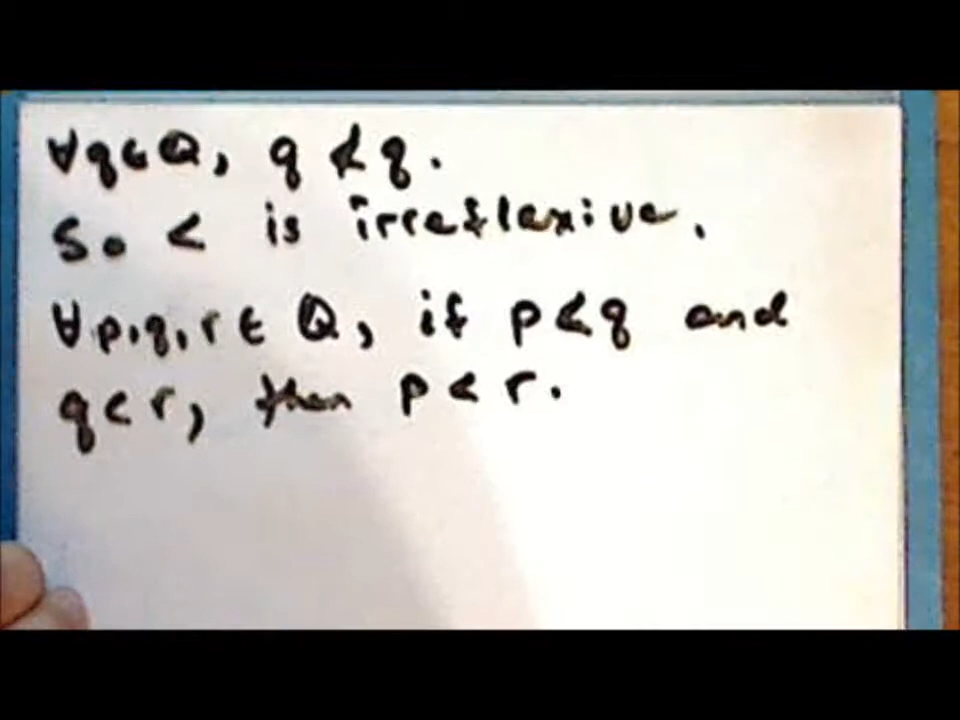 ∀q∈Q, q ≮ q.
So < is irreflexive.
∀p,q,r ∈ Q, if p<q and
q<r, then p < r.